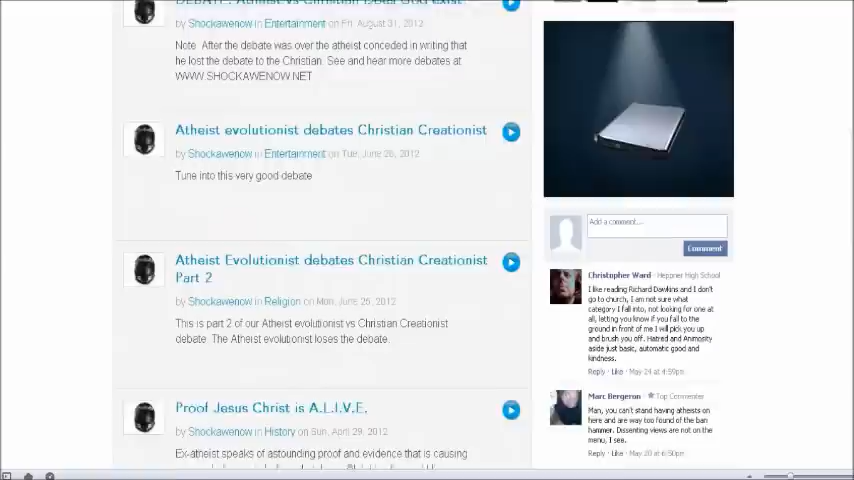 DEBATE: Atheist vs Christian Does God exist
by Shockawenow in Entertainment on Fri, August 31, 2012
Note: After the debate was over the atheist conceded in writing that
he lost the debate to the Christian. See and hear more debates at
WWW.SHOCKAWENOW.NET
Atheist evolutionist debates Christian Creationist
by Shockawenow in Entertainment on Tue, June 26, 2012
Tune into this very good debate
Atheist Evolutionist debates Christian Creationist
Part 2
by Shockawenow in Religion on Mon, June 25, 2012
This is part 2 of our Atheist evolutionist vs Christian Creationist
debate. The Atheist evolutionist loses the debate.
Proof Jesus Christ is A.L.I.V.E.
by Shockawenow in History on Sun, April 29, 2012
Ex-atheist speaks of astounding proof and evidence that is causing
Add a comment...
Comment
Christopher Ward · Heppner High School
I like reading Richard Dawkins and I don't
go to church, I am not sure what
category I fall into, not looking for one at
all, letting you know if you fall to the
ground in front of me I will pick you up
and brush you off. Hatred and Animosity
aside just basic, automatic good and
kindness.
Reply · Like · May 24 at 4:59pm
Marc Bergeron · Top Commenter
Man, you can't stand having atheists on
here and are way too found of the ban
hammer. Dissenting views are not on the
menu, I see.
Reply · Like · May 20 at 6:50pm